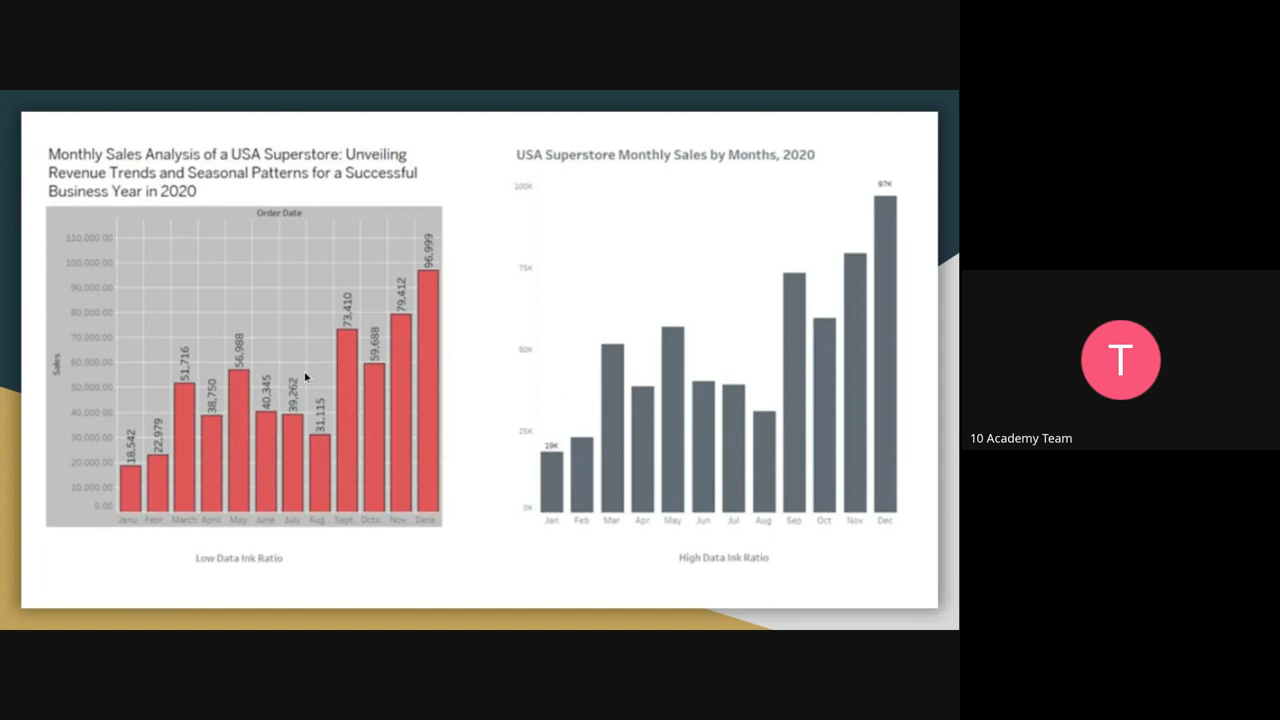 Monthly Sales Analysis of a USA Superstore: Unveiling
Revenue Trends and Seasonal Patterns for a Successful
Business Year in 2020
Order Date
Sales
110,000.00
100,000.00
90,000.00
80,000.00
70,000.00
60,000.00
50,000.00
40,000.00
30,000.00
20,000.00
10,000.00
0.00
18,542
22,979
51,716
38,750
56,988
40,345
39,262
31,115
73,410
59,688
79,412
96,999
Janu.. Febr.. March April May June July Aug.. Sept.. Octo.. Nov.. Dece..
Low Data Ink Ratio
USA Superstore Monthly Sales by Months, 2020
100K
75K
50K
25K
0K
19K
97K
Jan Feb Mar Apr May Jun Jul Aug Sep Oct Nov Dec
High Data Ink Ratio
T
10 Academy Team